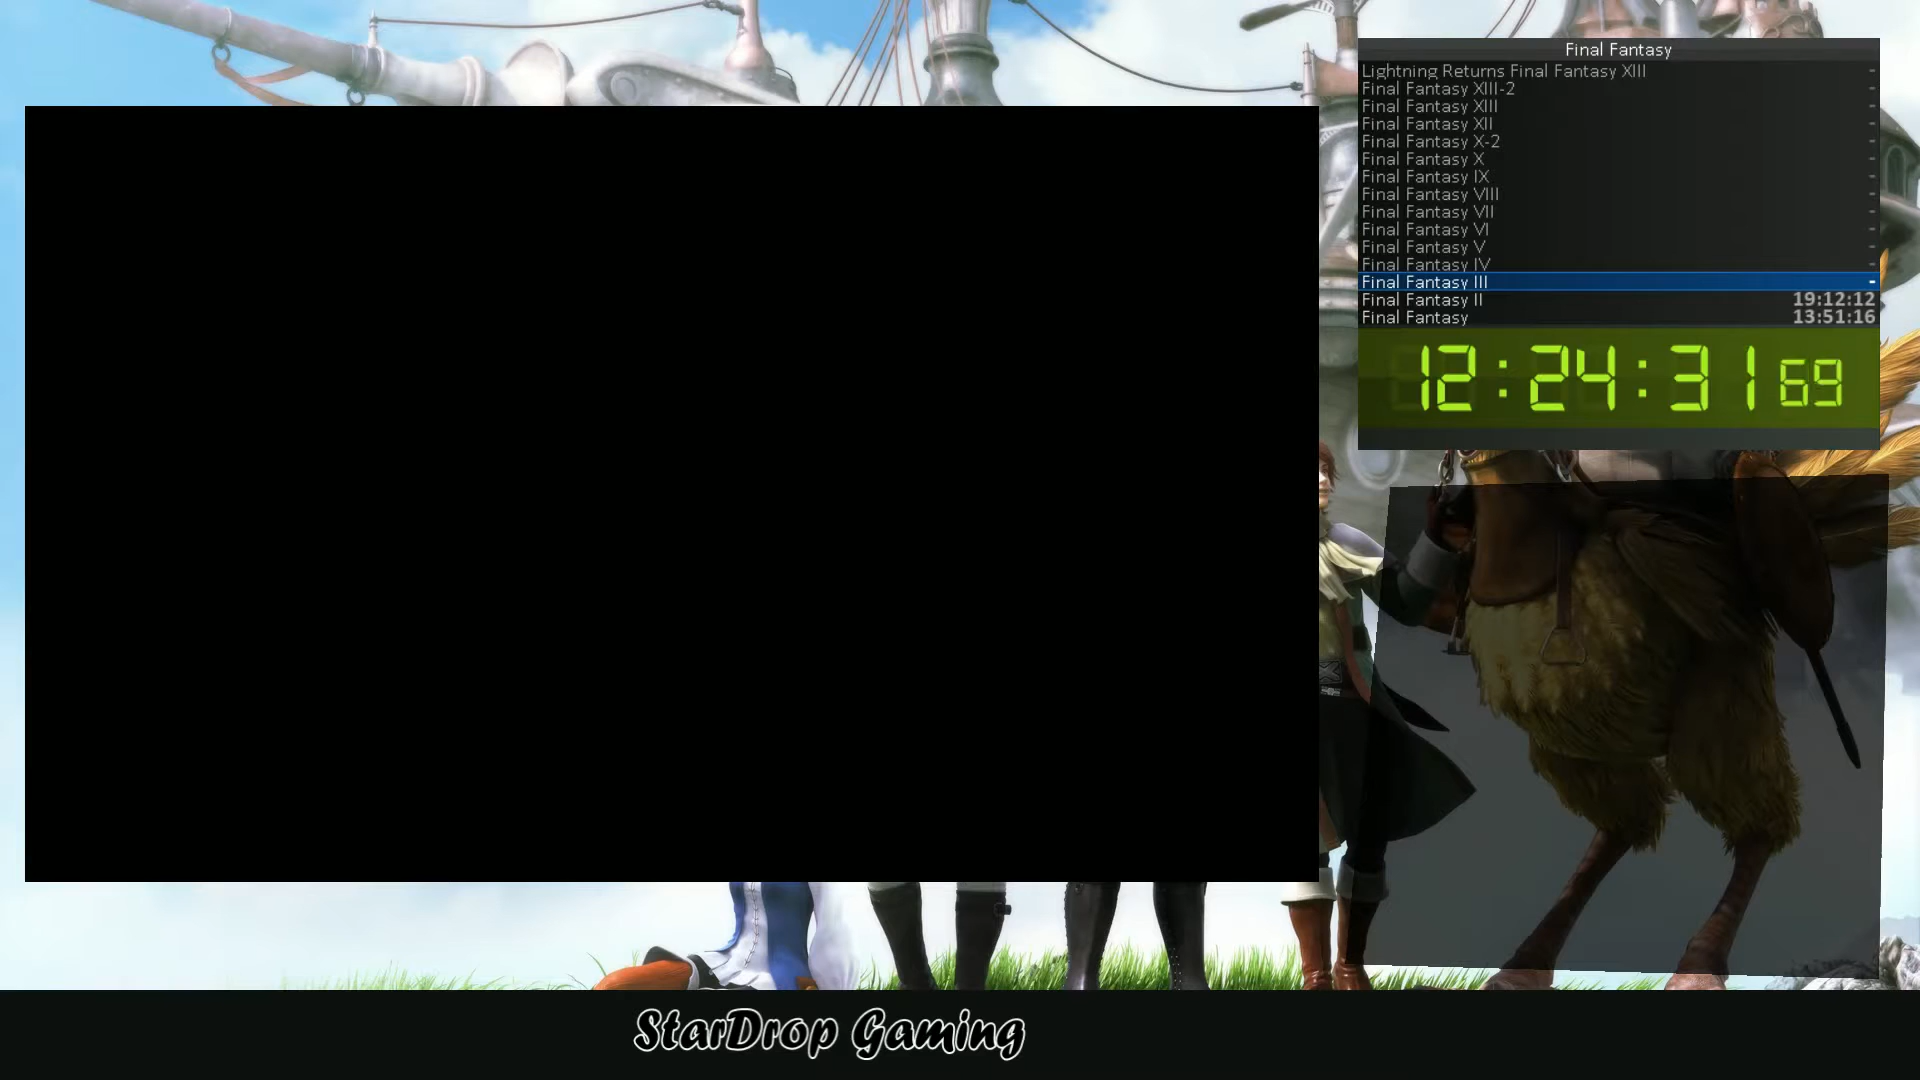 Final Fantasy
Lightning Returns Final Fantasy XIII -
Final Fantasy XIII-2 -
Final Fantasy XIII -
Final Fantasy XII -
Final Fantasy X-2 -
Final Fantasy X -
Final Fantasy IX -
Final Fantasy VIII -
Final Fantasy VII -
Final Fantasy VI -
Final Fantasy V -
Final Fantasy IV -
Final Fantasy III -
Final Fantasy II 19:12:12
Final Fantasy 13:51:16
12:24:31 69
StarDrop Gaming